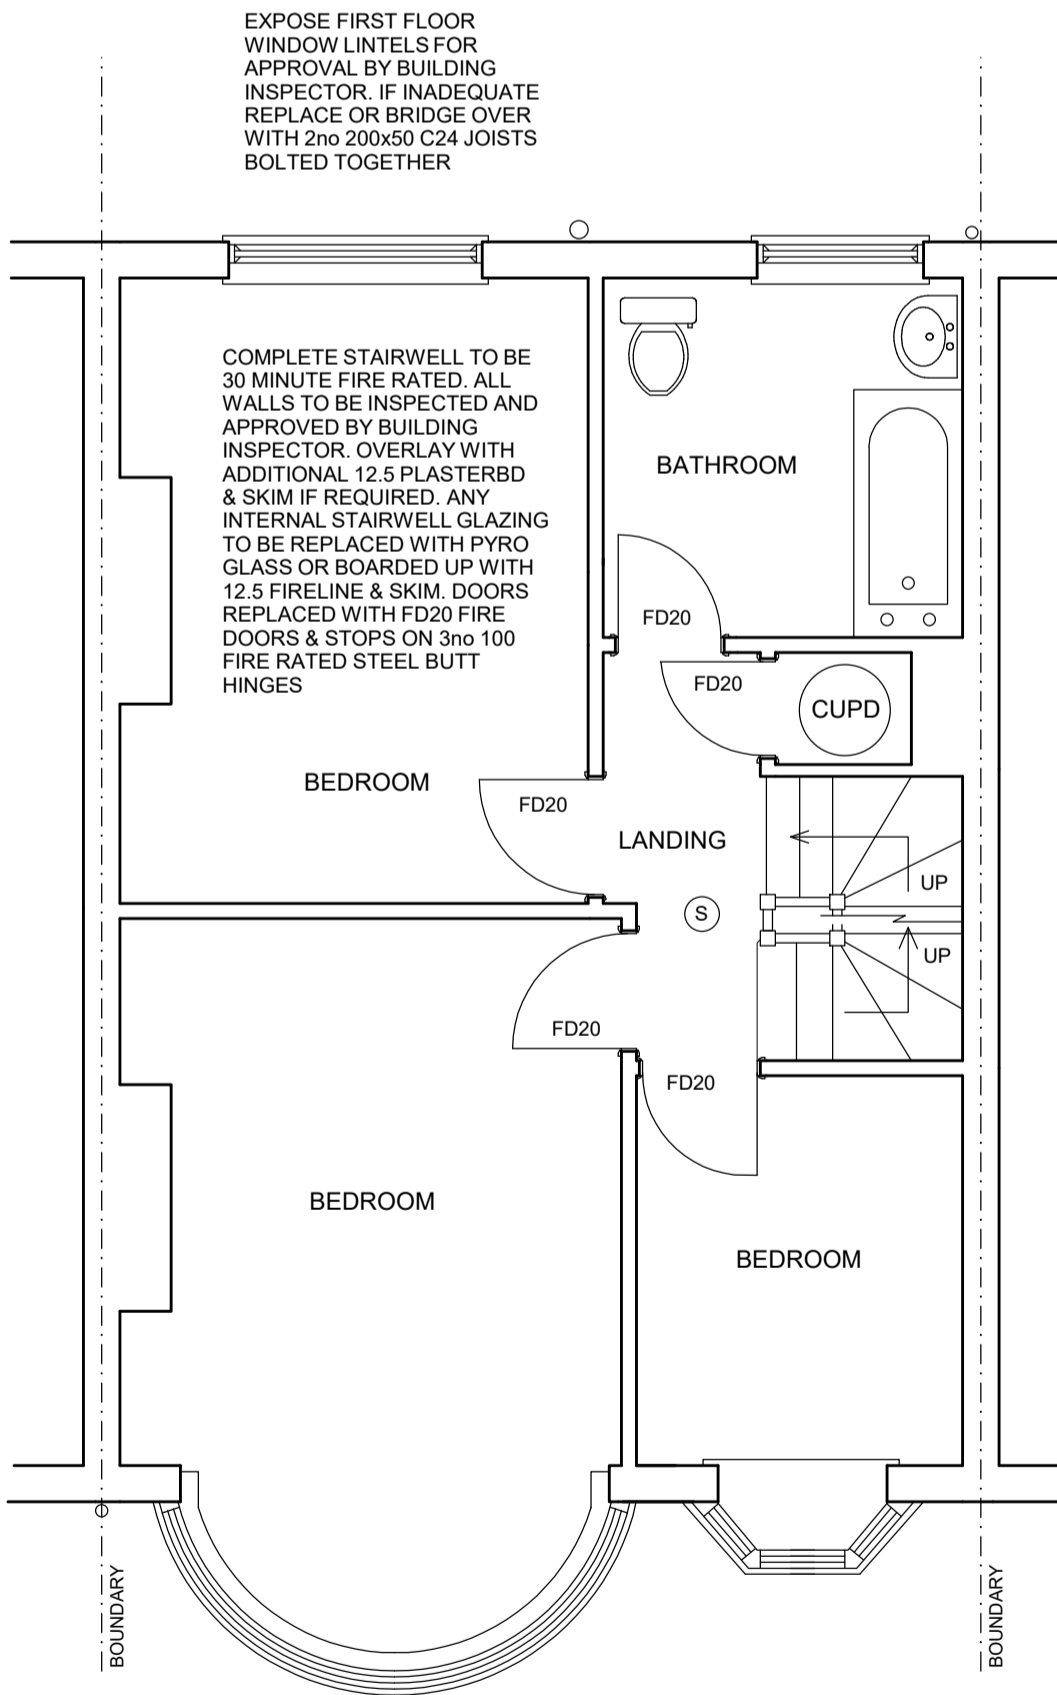 EXPOSE FIRST FLOOR
WINDOW LINTELS FOR
APPROVAL BY BUILDING
INSPECTOR. IF INADEQUATE
REPLACE OR BRIDGE OVER
WITH 2no 200x50 C24 JOISTS
BOLTED TOGETHER
COMPLETE STAIRWELL TO BE
30 MINUTE FIRE RATED. ALL
WALLS TO BE INSPECTED AND
APPROVED BY BUILDING
INSPECTOR. OVERLAY WITH
ADDITIONAL 12.5 PLASTERBD
& SKIM IF REQUIRED. ANY
INTERNAL STAIRWELL GLAZING
TO BE REPLACED WITH PYRO
GLASS OR BOARDED UP WITH
12.5 FIRELINE & SKIM. DOORS
REPLACED WITH FD20 FIRE
DOORS & STOPS ON 3no 100
FIRE RATED STEEL BUTT
HINGES
BATHROOM
FD20
FD20
CUPD
BEDROOM
FD20
LANDING
UP
S
UP
FD20
FD20
BEDROOM
BEDROOM
BOUNDARY
BOUNDARY